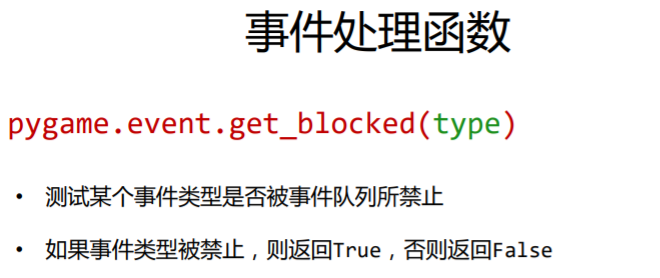 事件处理函数
pygame.event.get_blocked(type)
• 测试某个事件类型是否被事件队列所禁止
• 如果事件类型被禁止，则返回True，否则返回False